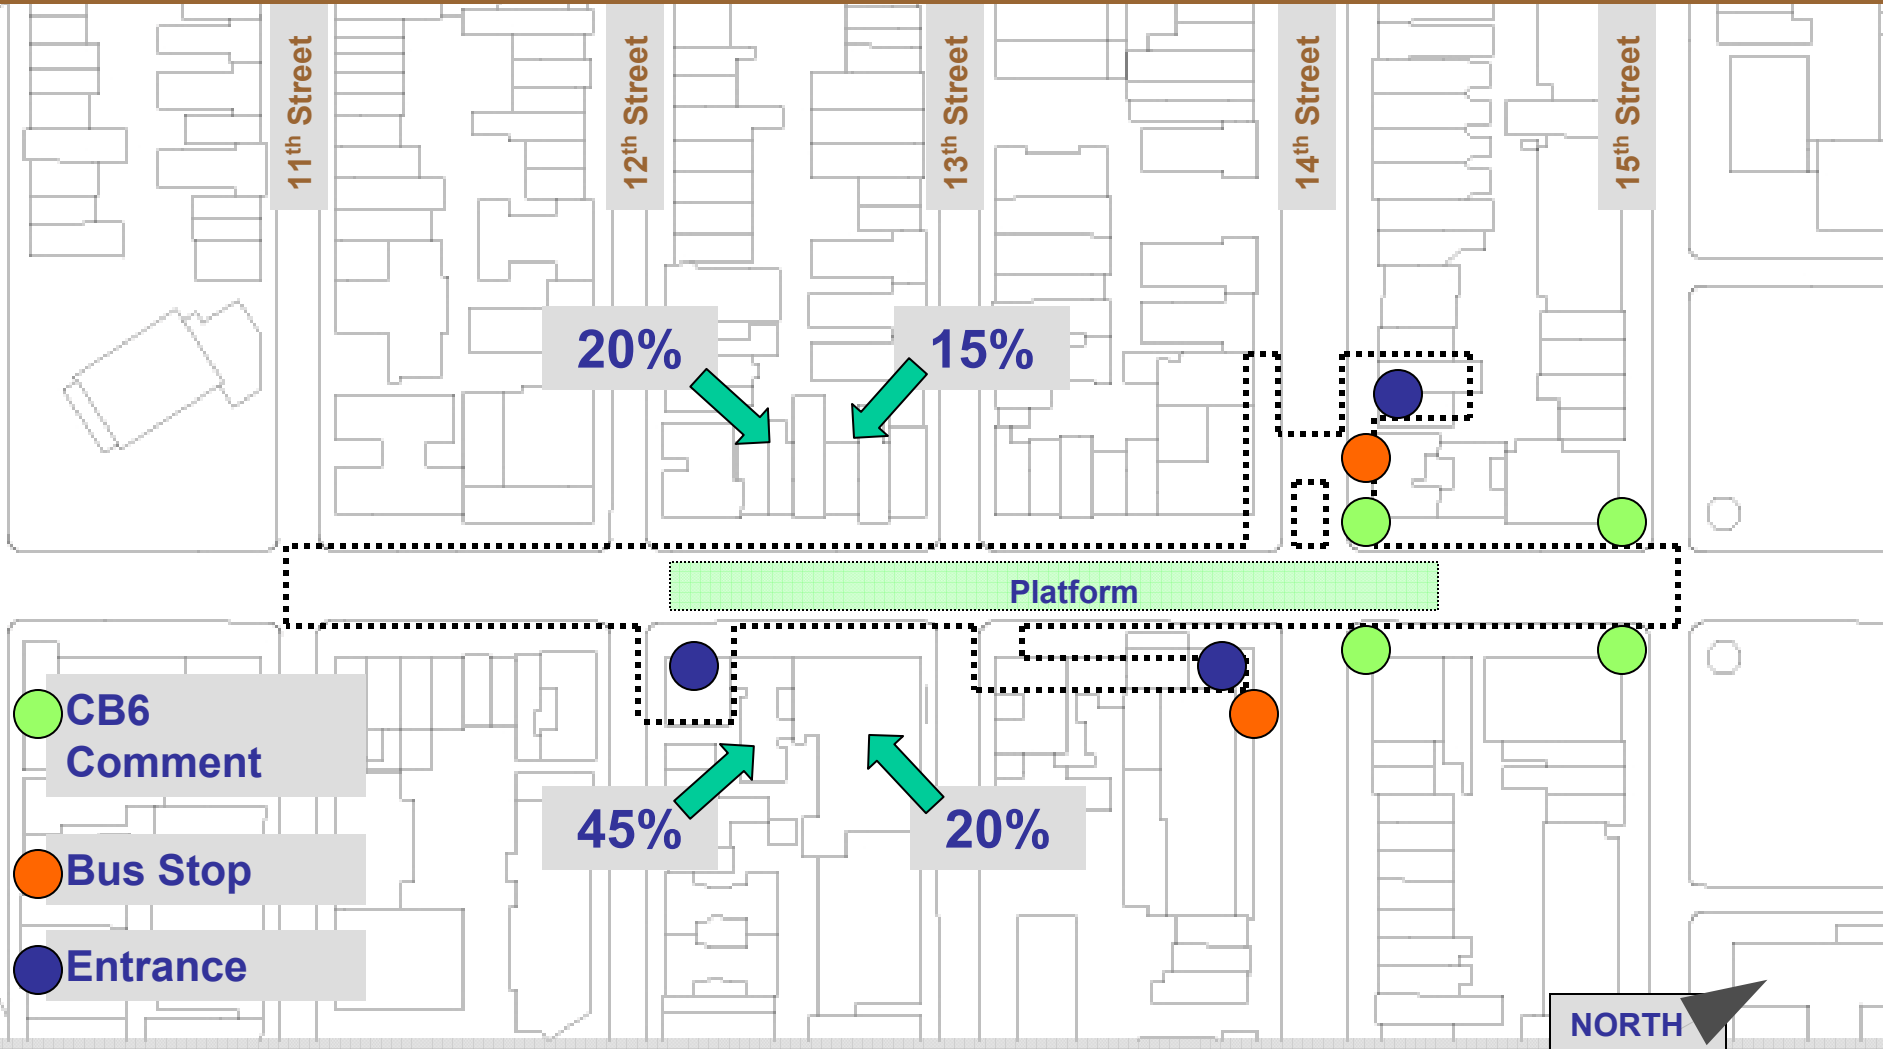 11th Street
12th Street
13th Street
14th Street
15th Street
20%
15%
Platform
CB6
Comment
45%
20%
Bus Stop
Entrance
NORTH